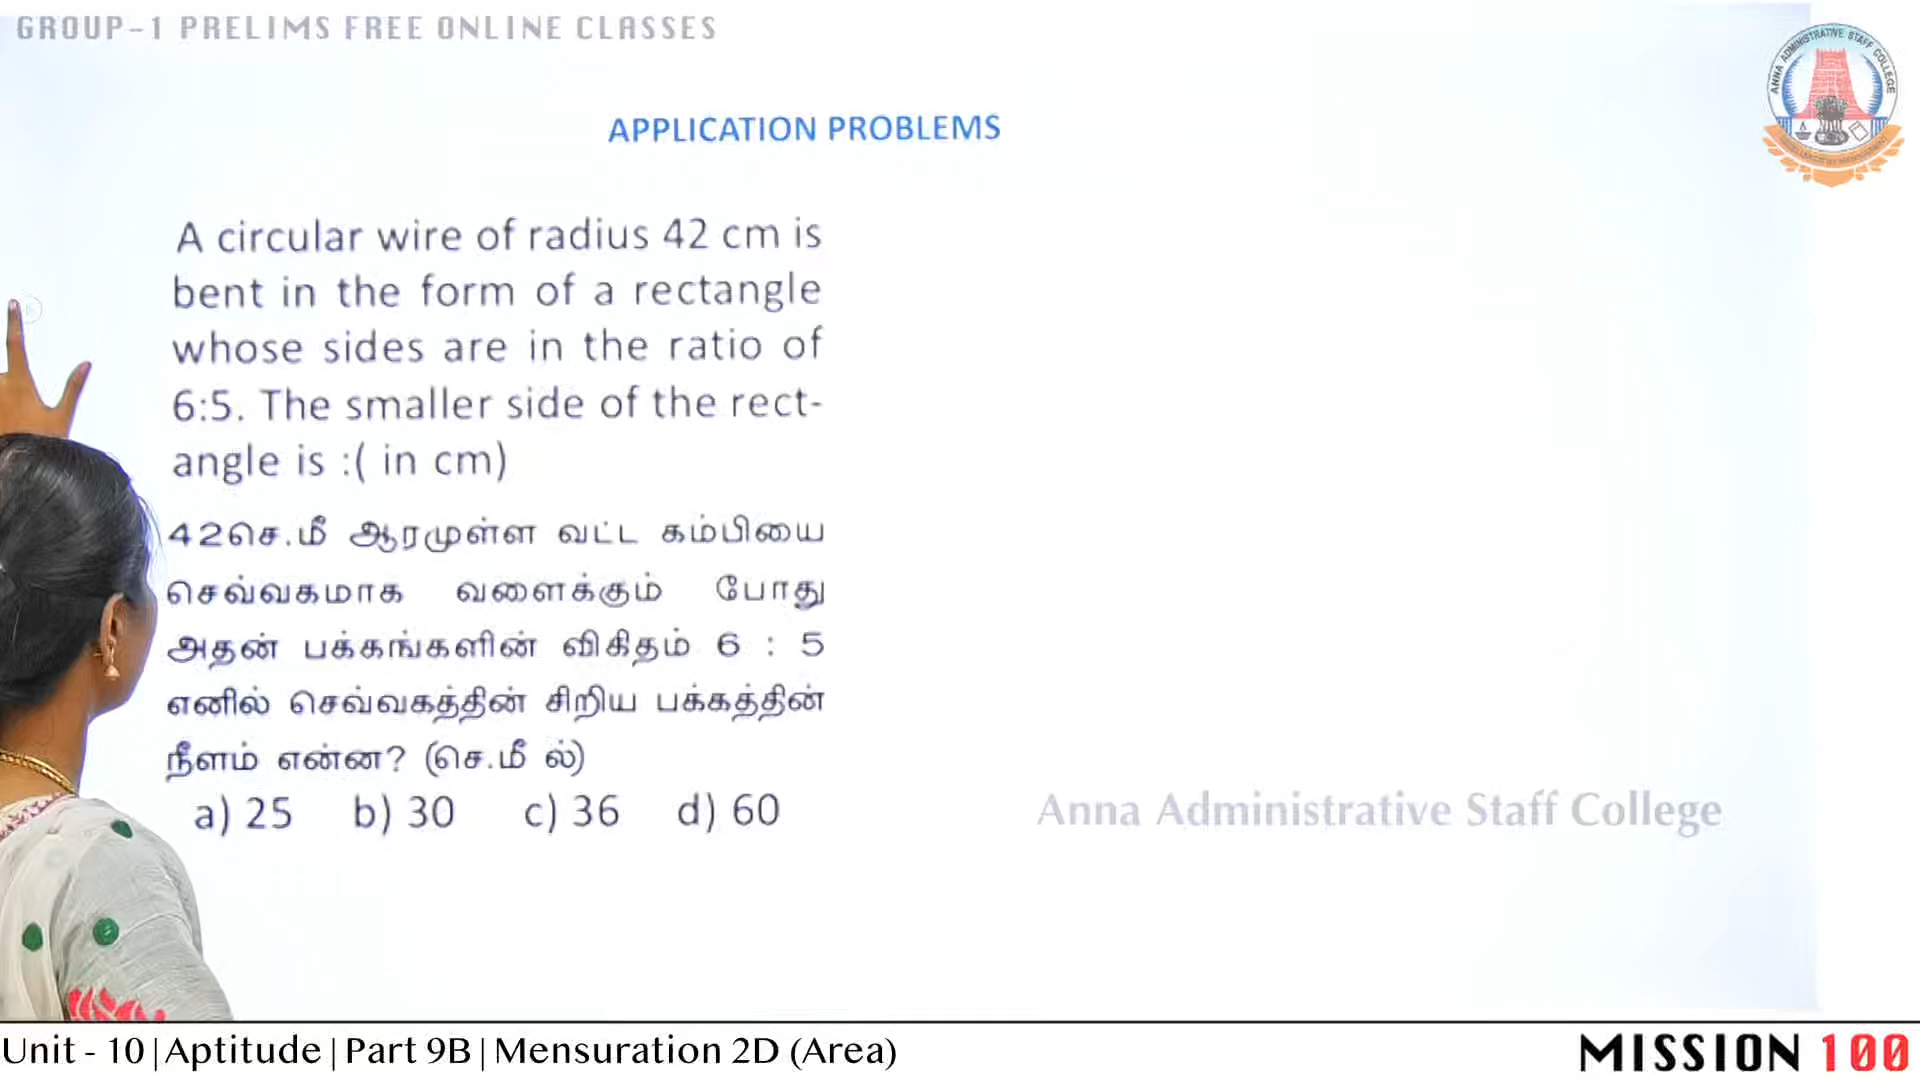 GROUP-1 PRELIMS FREE ONLINE CLASSES
ANNA ADMINISTRATIVE STAFF COLLEGE
APPLICATION PROBLEMS
A circular wire of radius 42 cm is
bent in the form of a rectangle
whose sides are in the ratio of
6:5. The smaller side of the rect-
angle is :( in cm)
42செ.மீ ஆரமுள்ள வட்ட கம்பியை
செவ்வகமாக வளைக்கும் போது
அதன் பக்கங்களின் விகிதம் 6 : 5
எனில் செவ்வகத்தின் சிறிய பக்கத்தின்
நீளம் என்ன? (செ.மீ ல்)
a) 25 b) 30 c) 36 d) 60
Anna Administrative Staff College
Unit - 10|Aptitude|Part 9B|Mensuration 2D (Area)
MISSION 100